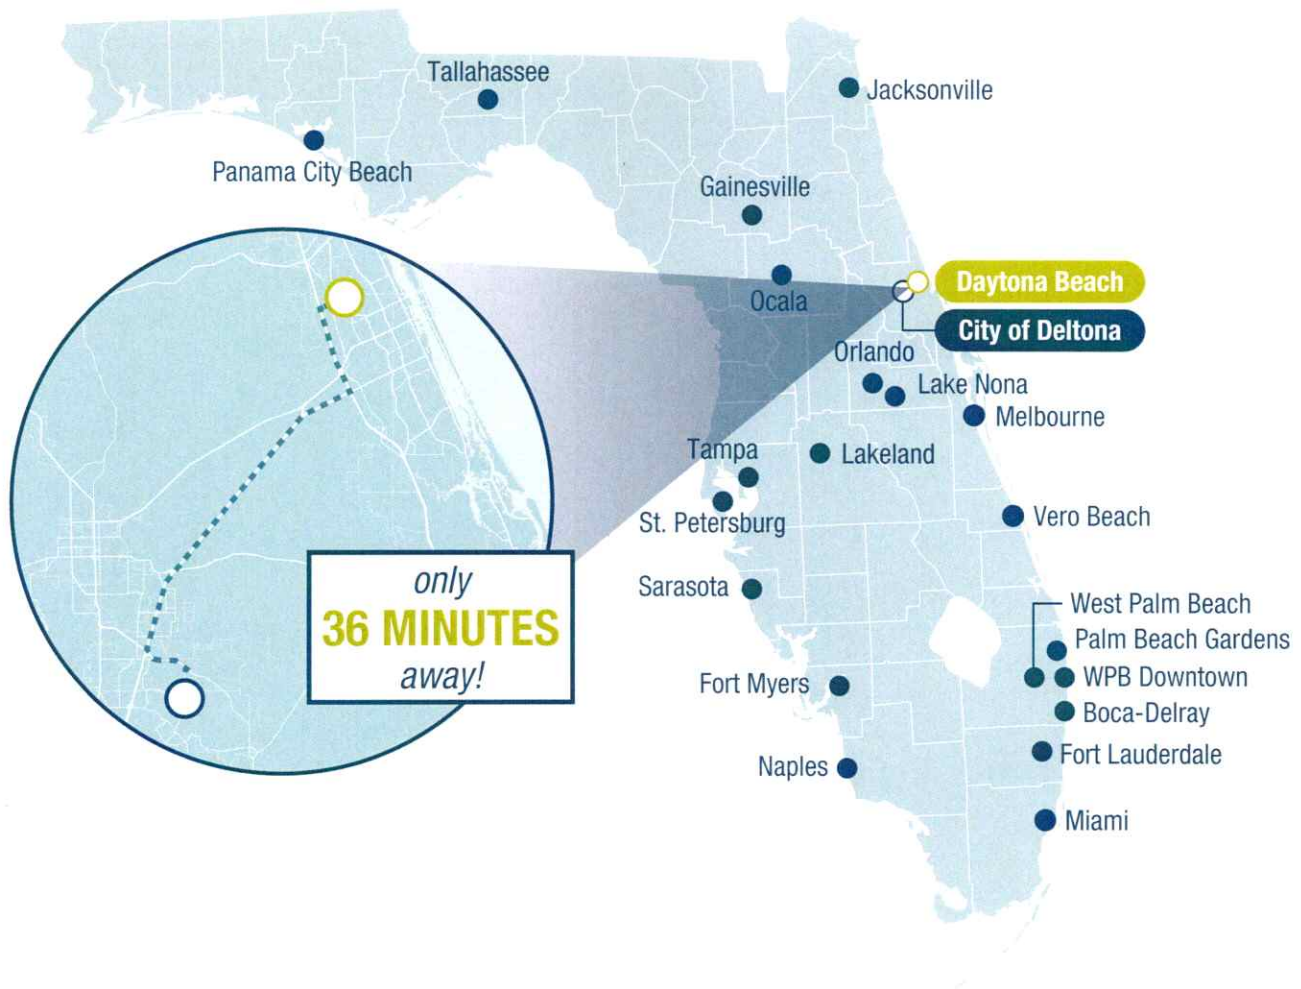 Tallahassee
Jacksonville
Panama City Beach
Gainesville
Daytona Beach
Ocala
City of Deltona
Orlando
Lake Nona
Melbourne
Tampa
Lakeland
St. Petersburg
Vero Beach
only
36 MINUTES
away!
Sarasota
West Palm Beach
Palm Beach Gardens
Fort Myers
WPB Downtown
Boca-Delray
Fort Lauderdale
Naples
Miami